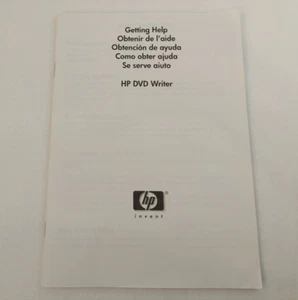 Getting Help
Obtenir de l'aide
Obtención de ayuda
Como obter ajuda
Se serve aiuto
HP DVD Writer
hp
invent